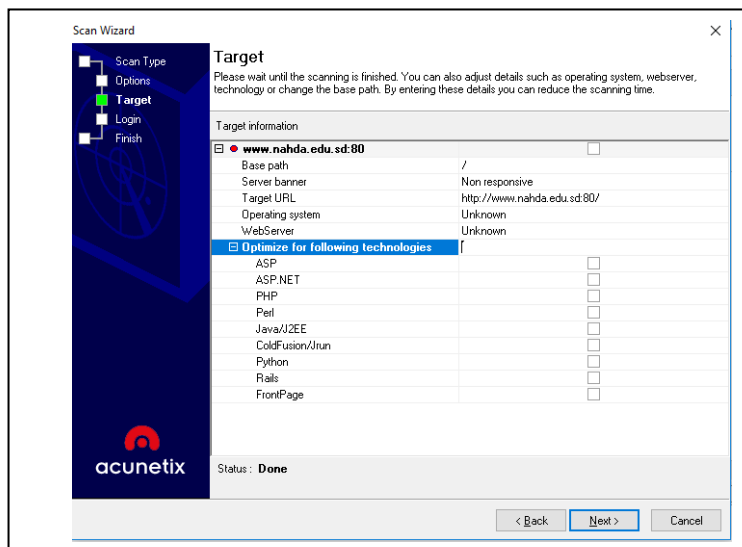 Scan Wizard
Scan Type
Options
Target
Login
Finish
acunetix
Target
Please wait until the scanning is finished. You can also adjust details such as operating system, webserver,
technology or change the base path. By entering these details you can reduce the scanning time.
Target information
www.nahda.edu.sd:80
Base path /
Server banner Non responsive
Target URL http://www.nahda.edu.sd:80/
Operating system Unknown
WebServer Unknown
Optimize for following technologies
ASP
ASP.NET
PHP
Perl
Java/J2EE
ColdFusion/Jrun
Python
Rails
FrontPage
Status : Done
< Back Next > Cancel